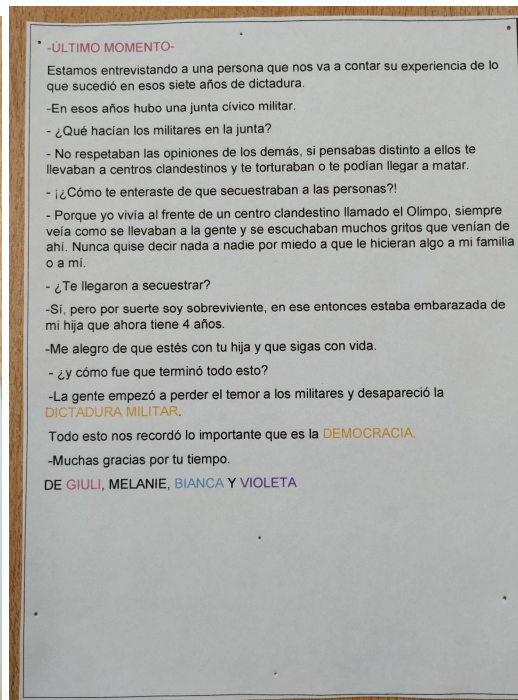 -ÚLTIMO MOMENTO-
Estamos entrevistando a una persona que nos va a contar su experiencia de lo
que sucedió en esos siete años de dictadura.
-En esos años hubo una junta cívico militar.
- ¿Qué hacían los militares en la junta?
- No respetaban las opiniones de los demás, si pensabas distinto a ellos te
llevaban a centros clandestinos y te torturaban o te podían llegar a matar.
- ¡¿Cómo te enteraste de que secuestraban a las personas?!
- Porque yo vivía al frente de un centro clandestino llamado el Olimpo, siempre
veía como se llevaban a la gente y se escuchaban muchos gritos que venían de
ahí. Nunca quise decir nada a nadie por miedo a que le hicieran algo a mi familia
o a mí.
- ¿Te llegaron a secuestrar?
-Sí, pero por suerte soy sobreviviente, en ese entonces estaba embarazada de
mi hija que ahora tiene 4 años.
-Me alegro de que estés con tu hija y que sigas con vida.
- ¿y cómo fue que terminó todo esto?
-La gente empezó a perder el temor a los militares y desapareció la
DICTADURA MILITAR.
Todo esto nos recordó lo importante que es la DEMOCRACIA.
-Muchas gracias por tu tiempo.
DE GIULI, MELANIE, BIANCA Y VIOLETA